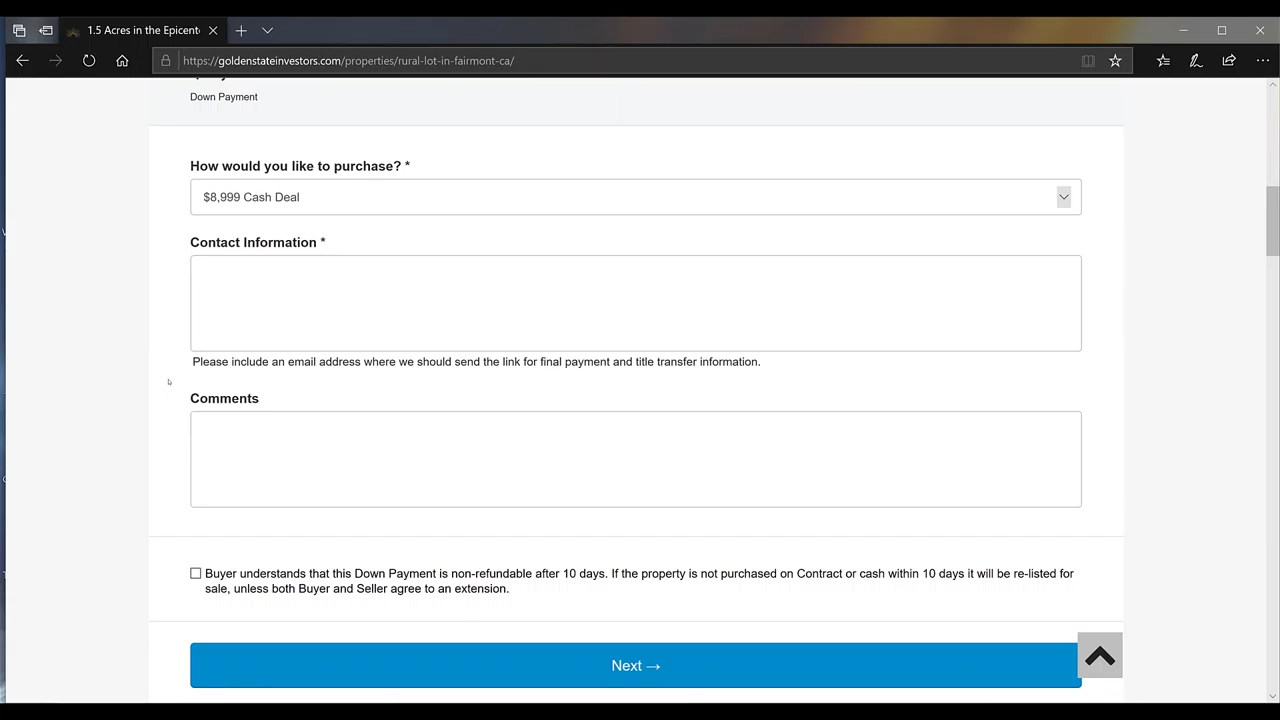 1.5 Acres in the Epicent
https://goldenstateinvestors.com/properties/rural-lot-in-fairmont-ca/
Down Payment
How would you like to purchase? *
$8,999 Cash Deal
Contact Information *
Please include an email address where we should send the link for final payment and title transfer information.
Comments
Buyer understands that this Down Payment is non-refundable after 10 days. If the property is not purchased on Contract or cash within 10 days it will be re-listed for
sale, unless both Buyer and Seller agree to an extension.
Next →